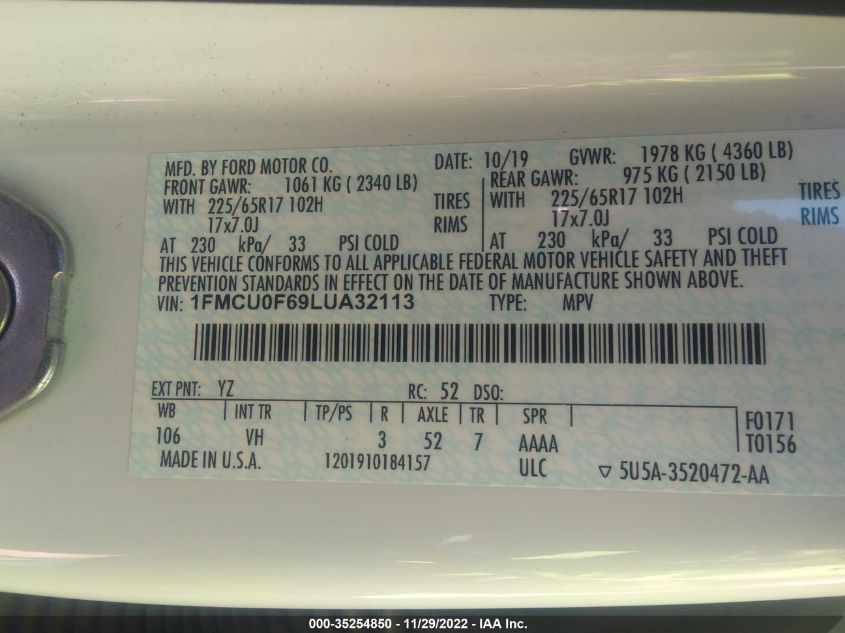 MFD. BY FORD MOTOR CO. DATE: 10/19 GVWR: 1978 KG ( 4360 LB)
FRONT GAWR: 1061 KG ( 2340 LB) REAR GAWR: 975 KG ( 2150 LB)
WITH 225/65R17 102H TIRES WITH 225/65R17 102H TIRES
17x7.0J RIMS 17x7.0J RIMS
AT 230 kPa/ 33 PSI COLD AT 230 kPa/ 33 PSI COLD
THIS VEHICLE CONFORMS TO ALL APPLICABLE FEDERAL MOTOR VEHICLE SAFETY AND THEFT
PREVENTION STANDARDS IN EFFECT ON THE DATE OF MANUFACTURE SHOWN ABOVE.
VIN: 1FMCU0F69LUA32113 TYPE: MPV
EXT PNT: YZ RC: 52 DSO:
WB INT TR TP/PS R AXLE TR SPR F0171
106 VH 3 52 7 AAAA T0156
MADE IN U.S.A. 1201910184157 ULC ▽ 5U5A-3520472-AA
000-35254850 - 11/29/2022 - IAA Inc.